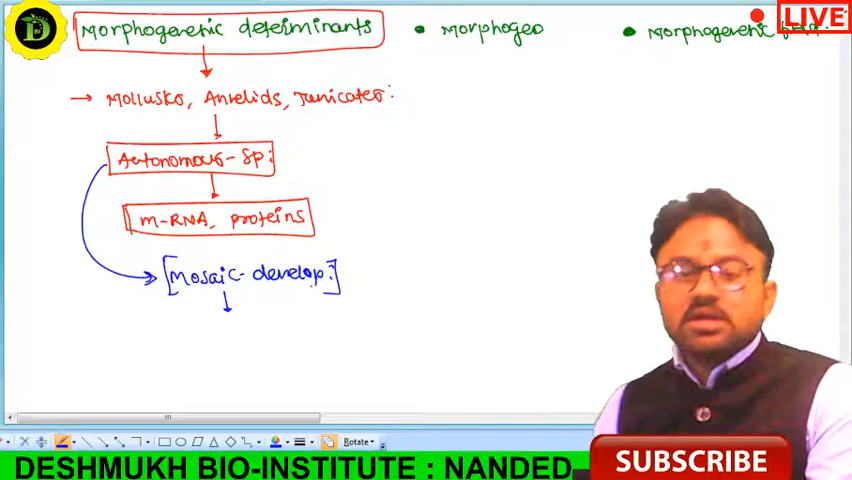 Morphogenetic determinants
• Morphogeo
• Morphogenetic
LIVE
D
→ Mollusks, Annelids, Tunicates:
Autonomous-Sp:
m-RNA, proteins
[Mosaic-develop:]
Rotate
DESHMUKH BIO-INSTITUTE : NANDED
SUBSCRIBE